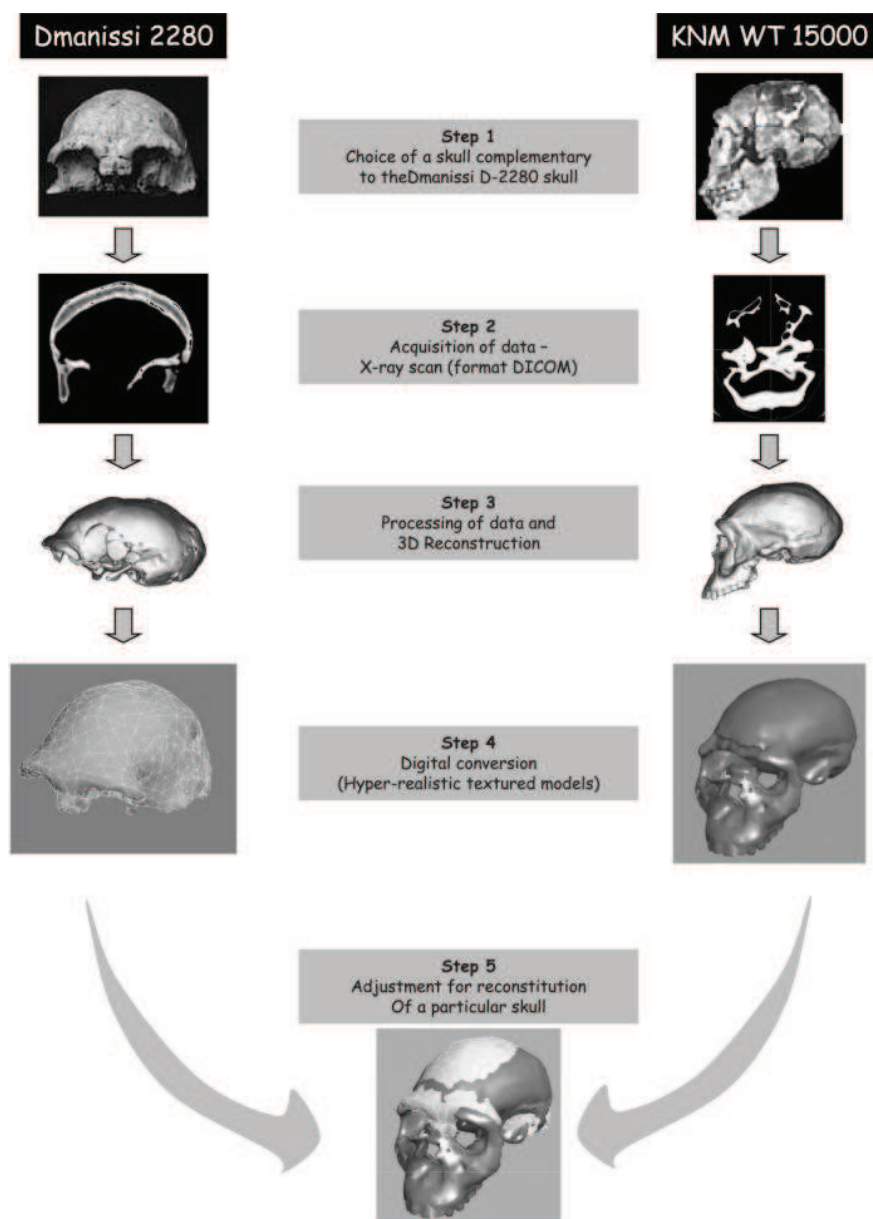 Dmanissi 2280
KNM WT 15000
Step 1
Choice of a skull complementary
to theDmanissi D-2280 skull
Step 2
Acquisition of data –
X-ray scan (format DICOM)
Step 3
Processing of data and
3D Reconstruction
Step 4
Digital conversion
(Hyper-realistic textured models)
Step 5
Adjustment for reconstitution
Of a particular skull